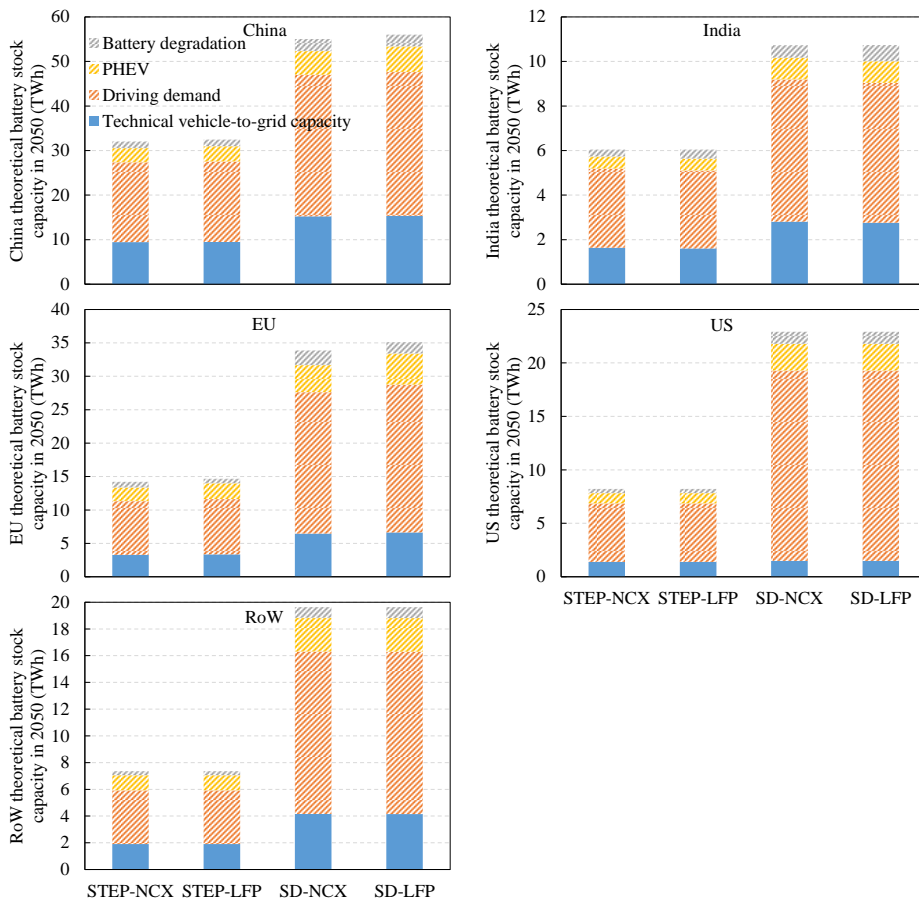 China theoretical battery stock
capacity in 2050 (TWh)
60
50
40
30
20
10
0
China
Battery degradation
PHEV
Driving demand
Technical vehicle-to-grid capacity
India theoretical battery stock
capacity in 2050 (TWh)
12
10
8
6
4
2
0
India
EU theoretical battery stock
capacity in 2050 (TWh)
40
35
30
25
20
15
10
5
0
EU
US theoretical battery stock
capacity in 2050 (TWh)
25
20
15
10
5
0
US
STEP-NCX STEP-LFP SD-NCX SD-LFP
RoW theoretical battery stock
capacity in 2050 (TWh)
20
18
16
14
12
10
8
6
4
2
0
RoW
STEP-NCX STEP-LFP SD-NCX SD-LFP